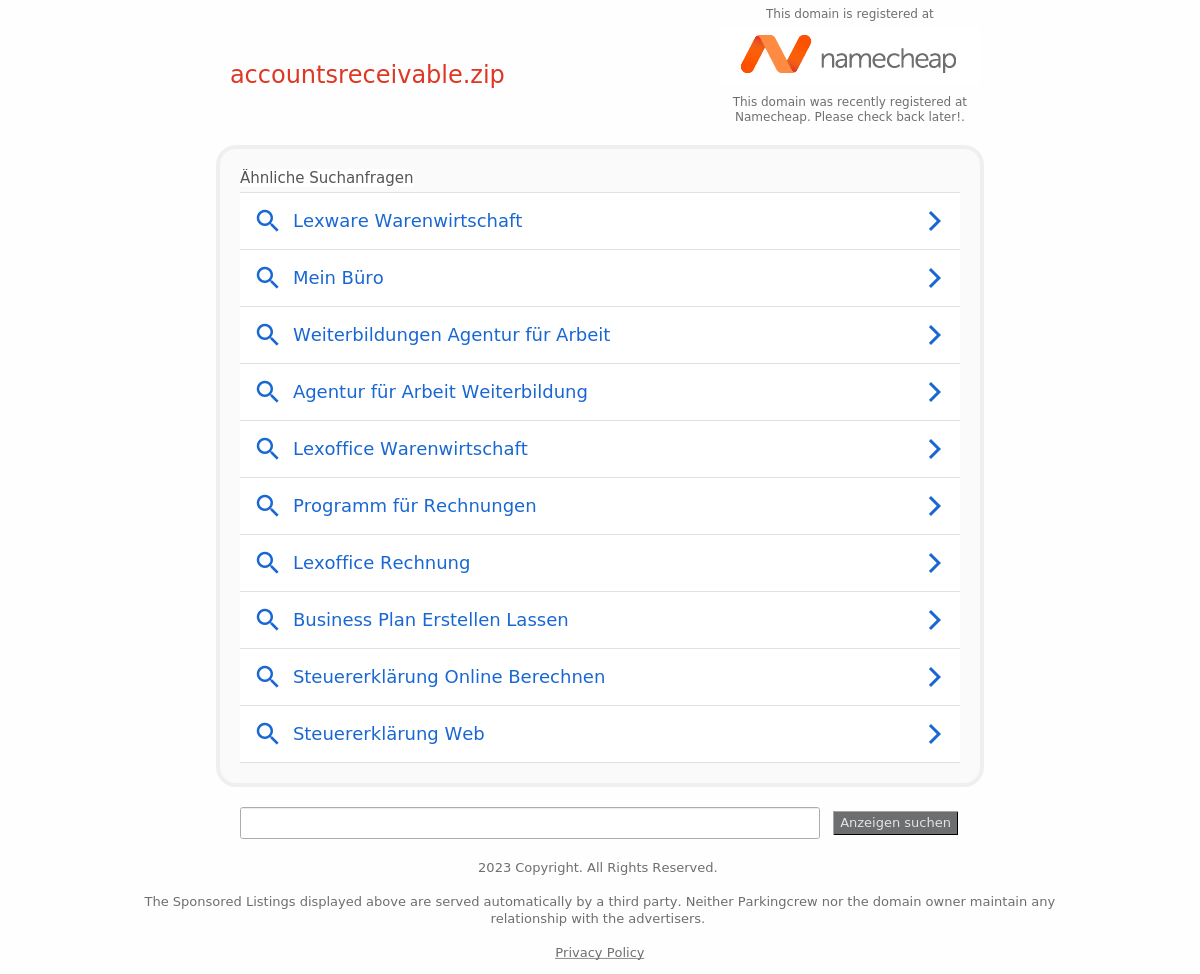 This domain is registered at
namecheap
accountsreceivable.zip
This domain was recently registered at
Namecheap. Please check back later!.
Ähnliche Suchanfragen
Lexware Warenwirtschaft
Mein Büro
Weiterbildungen Agentur für Arbeit
Agentur für Arbeit Weiterbildung
Lexoffice Warenwirtschaft
Programm für Rechnungen
Lexoffice Rechnung
Business Plan Erstellen Lassen
Steuererklärung Online Berechnen
Steuererklärung Web
Anzeigen suchen
2023 Copyright. All Rights Reserved.
The Sponsored Listings displayed above are served automatically by a third party. Neither Parkingcrew nor the domain owner maintain any
relationship with the advertisers.
Privacy Policy